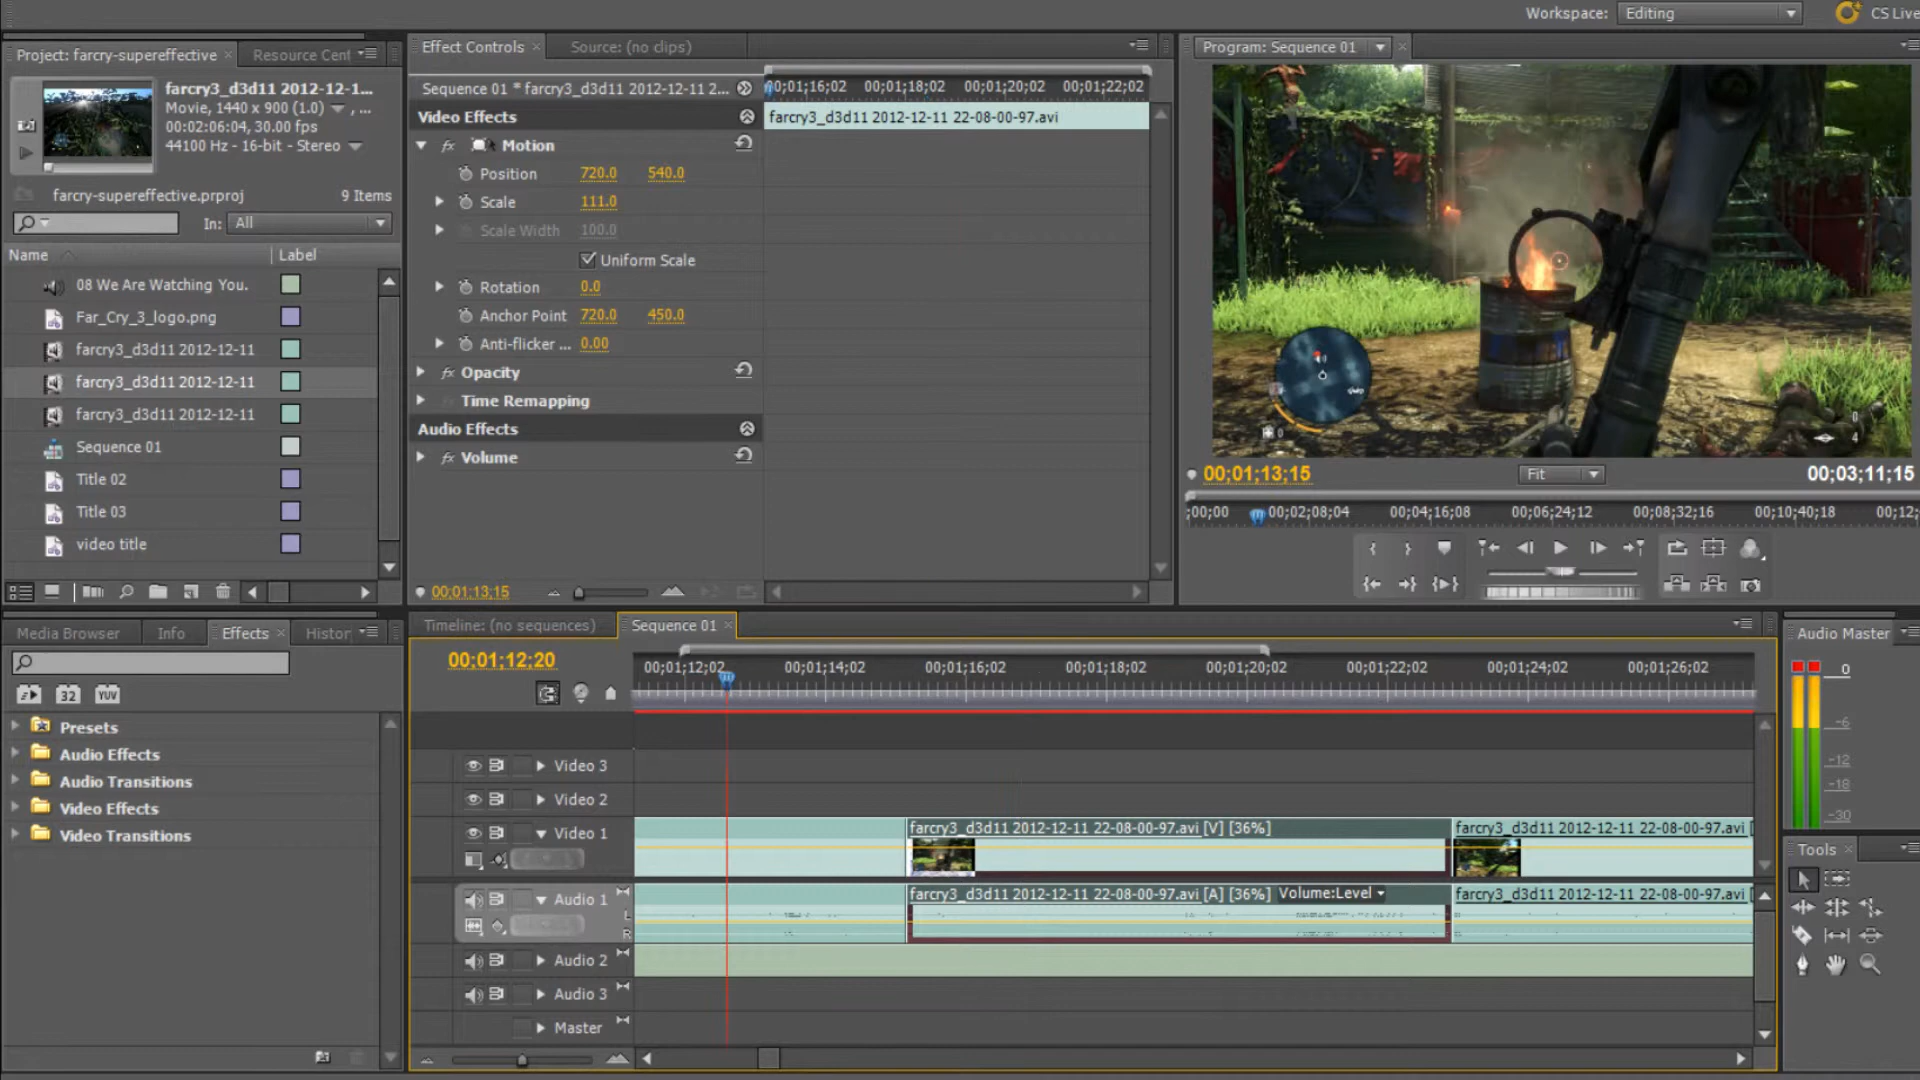 Workspace: Editing CS Live
Project: farcry-supereffective × Resource Cent
farcry3_d3d11 2012-12-1...
Movie, 1440 x 900 (1.0) , ...
00:02:06:04, 30.00 fps
44100 Hz - 16-bit - Stereo
farcry-supereffective.prproj 9 Items
In: All
Name Label
08 We Are Watching You.
Far_Cry_3_logo.png
farcry3_d3d11 2012-12-11
farcry3_d3d11 2012-12-11
farcry3_d3d11 2012-12-11
Sequence 01
Title 02
Title 03
video title
Effect Controls × Source: (no clips)
Sequence 01 * farcry3_d3d11 2012-12-11 2...
0;01;16;02 00;01;18;02 00;01;20;02 00;01;22;02
Video Effects
farcry3_d3d11 2012-12-11 22-08-00-97.avi
fx Motion
Position 720.0 540.0
Scale 111.0
Scale Width 100.0
Uniform Scale
Rotation 0.0
Anchor Point 720.0 450.0
Anti-flicker ... 0.00
fx Opacity
Time Remapping
Audio Effects
fx Volume
00;01;13;15
Program: Sequence 01
0
0
4
00;01;13;15 Fit 00;03;11;15
;00;00 00;02;08;04 00;04;16;08 00;06;24;12 00;08;32;16 00;10;40;18 00;12;
Media Browser Info Effects × Histor
32 YUV
Presets
Audio Effects
Audio Transitions
Video Effects
Video Transitions
Timeline: (no sequences) Sequence 01 ×
00;01;12;20
00;01;12;02 00;01;14;02 00;01;16;02 00;01;18;02 00;01;20;02 00;01;22;02 00;01;24;02 00;01;26;02
Video 3
Video 2
Video 1
farcry3_d3d11 2012-12-11 22-08-00-97.avi [V] [36%]
farcry3_d3d11 2012-12-11 22-08-00-97.avi [
Audio 1
L
R
farcry3_d3d11 2012-12-11 22-08-00-97.avi [A] [36%] Volume:Level
farcry3_d3d11 2012-12-11 22-08-00-97.avi [
Audio 2
Audio 3
Master
Audio Master
0
-6
-12
-18
-30
Tools ×